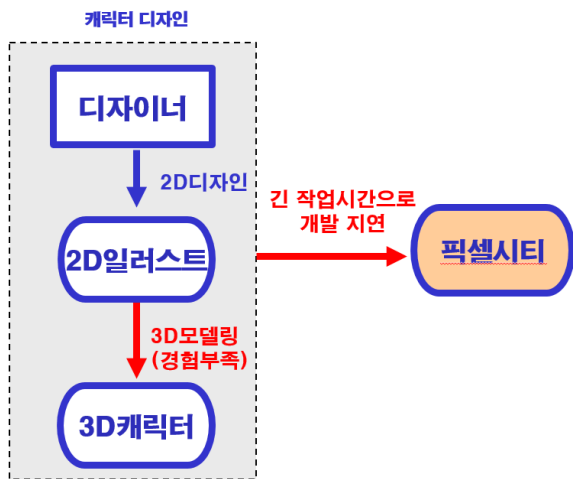 캐릭터 디자인
디자이너
2D디자인
2D일러스트
긴 작업시간으로
개발 지연
픽셀시티
3D모델링
(경험부족)
3D캐릭터